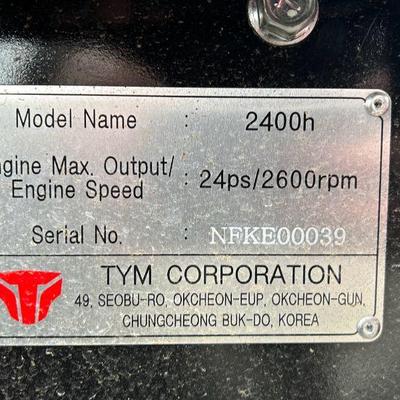 Model Name : 2400h
ngine Max. Output/
Engine Speed : 24ps/2600rpm
Serial No. : NFKE00039
TYM CORPORATION
49, SEOBU-RO, OKCHEON-EUP, OKCHEON-GUN,
CHUNGCHEONG BUK-DO, KOREA